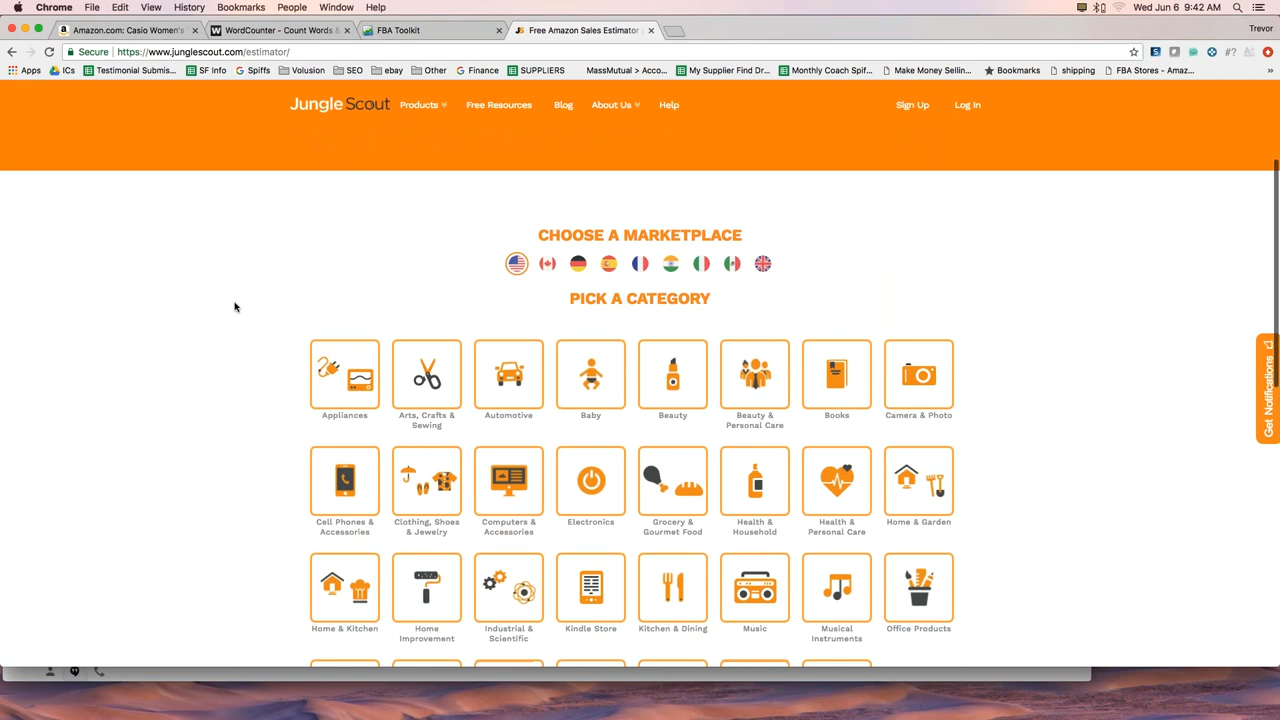 Chrome File Edit View History Bookmarks People Window Help Wed Jun 6 9:42 AM
Amazon.com: Casio Women's WordCounter - Count Words & FBA Toolkit JS Free Amazon Sales Estimator Trevor
Secure https://www.junglescout.com/estimator/
Apps ICs Testimonial Submis... SF Info Spiffs Volusion SEO ebay Other Finance SUPPLIERS MassMutual > Acco... My Supplier Find Dr... Monthly Coach Spif... Make Money Sellin... Bookmarks shipping FBA Stores - Amaz... »
Jungle Scout Products Free Resources Blog About Us Help Sign Up Log In
CHOOSE A MARKETPLACE
PICK A CATEGORY
Appliances
Arts, Crafts &
Sewing
Automotive
Baby
Beauty
Beauty &
Personal Care
Books
Camera & Photo
Cell Phones &
Accessories
Clothing, Shoes
& Jewelry
Computers &
Accessories
Electronics
Grocery &
Gourmet Food
Health &
Household
Health &
Personal Care
Home & Garden
Home & Kitchen
Home
Improvement
Industrial &
Scientific
Kindle Store
Kitchen & Dining
Music
Musical
Instruments
Office Products
Get Notifications